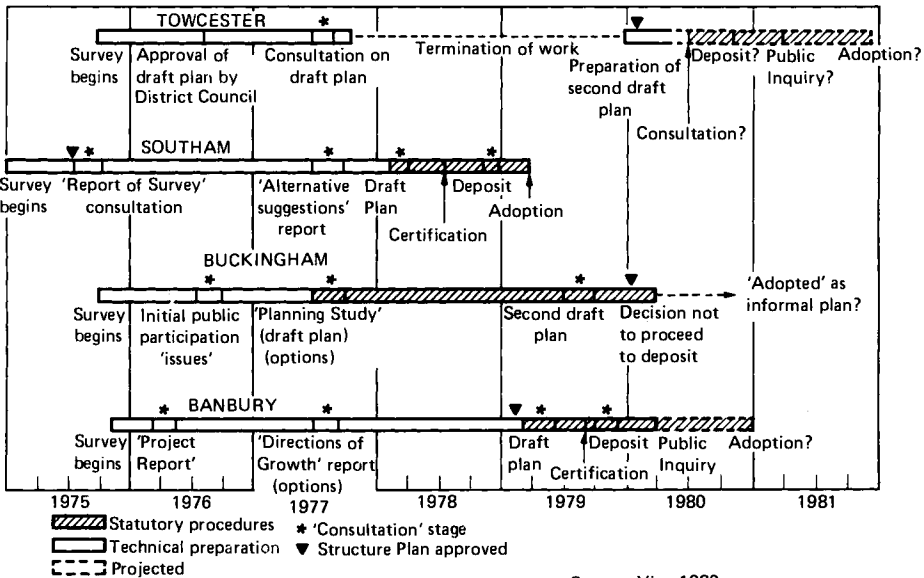 TOWCESTER
*
Survey begins
Approval of draft plan by District Council
Consultation on draft plan
Termination of work
Preparation of second draft plan
Consultation?
Deposit?
Public Inquiry?
Adoption?
SOUTHAM
* * * *
Survey begins
'Report of Survey' consultation
'Alternative suggestions' report
Draft Plan
Certification
Deposit
Adoption
BUCKINGHAM
* * *
Survey begins
Initial public participation 'issues'
'Planning Study' (draft plan) (options)
Second draft plan
Decision not to proceed to deposit
'Adopted' as informal plan?
BANBURY
* * * *
Survey begins
'Project Report'
'Directions of Growth' report (options)
Draft plan
Certification
Deposit
Public Inquiry
Adoption?
1975 1976 1977 1978 1979 1980 1981
Statutory procedures
* 'Consultation' stage
Technical preparation
▼ Structure Plan approved
Projected